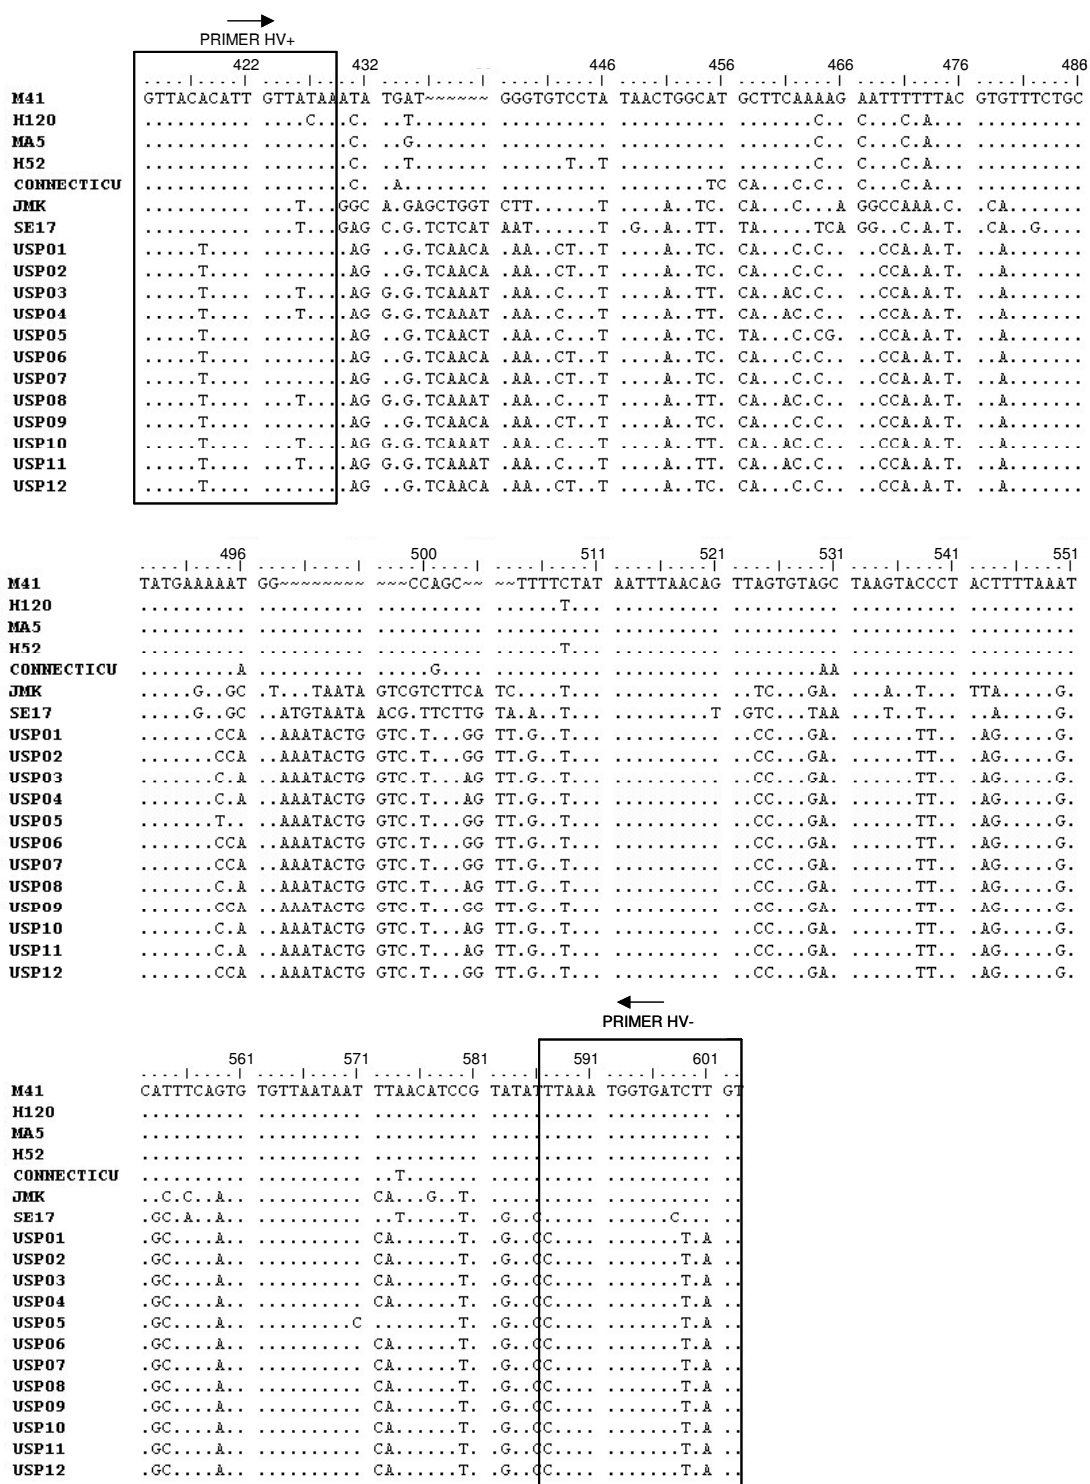 PRIMER HV+
422 432 446 456 466 476 486
M41 GTTACACATT GTTATAAATA TGAT~~~~~~ GGGTGTCCTA TAACTGGCAT GCTTCAAAAG AATTTTTTAC GTGTTTCTGC
H120 .......... ....C...C. ..T....... .......... .......... .......C.. C...C.A... ..........
MA5 .......... ........C. ..G....... .......... .......... .......C.. C...C.A... ..........
H52 .......... ........C. ..T....... ......T..T .......... .......C.. C...C.A... ..........
CONNECTICU .......... ........C. .A........ .......... ........TC CA...C.C.. C...C.A... ..........
JMK .......... ...T...GGC A.GAGCTGGT CTT......T ....A..TC. CA...C...A GGCCAAA.C. .CA.......
SE17 .......... ...T...GAG C.G.TCTCAT AAT......T .G..A..TT. TA.....TCA GG..C.A.T. .CA..G....
USP01 .....T.... ........AG ..G.TCAACA .AA..CT..T ....A..TC. CA...C.C.. ..CCA.A.T. ..A.......
USP02 .....T.... ........AG ..G.TCAACA .AA..CT..T ....A..TC. CA...C.C.. ..CCA.A.T. ..A.......
USP03 .....T.... ...T....AG G.G.TCAAAT .AA..C...T ....A..TT. CA..AC.C.. ..CCA.A.T. ..A.......
USP04 .....T.... ...T....AG G.G.TCAAAT .AA..C...T ....A..TT. CA..AC.C.. ..CCA.A.T. ..A.......
USP05 .....T.... ........AG ..G.TCAACT .AA..C...T ....A..TC. TA...C.CG. ..CCA.A.T. ..A.......
USP06 .....T.... ........AG ..G.TCAACA .AA..CT..T ....A..TC. CA...C.C.. ..CCA.A.T. ..A.......
USP07 .....T.... ........AG ..G.TCAACA .AA..CT..T ....A..TC. CA...C.C.. ..CCA.A.T. ..A.......
USP08 .....T.... ...T....AG G.G.TCAAAT .AA..C...T ....A..TT. CA..AC.C.. ..CCA.A.T. ..A.......
USP09 .....T.... ........AG ..G.TCAACA .AA..CT..T ....A..TC. CA...C.C.. ..CCA.A.T. ..A.......
USP10 .....T.... ...T....AG G.G.TCAAAT .AA..C...T ....A..TT. CA..AC.C.. ..CCA.A.T. ..A.......
USP11 .....T.... ...T....AG G.G.TCAAAT .AA..C...T ....A..TT. CA..AC.C.. ..CCA.A.T. ..A.......
USP12 .....T.... ........AG ..G.TCAACA .AA..CT..T ....A..TC. CA...C.C.. ..CCA.A.T. ..A.......
496 500 511 521 531 541 551
M41 TATGAAAAAT GG~~~~~~~~ ~~~CCAGC~~ ~~TTTTCTAT AATTTAACAG TTAGTGTAGC TAAGTACCCT ACTTTTAAAT
H120 .......... .......... .......... ......T... .......... .......... .......... ..........
MA5 .......... .......... .......... .......... .......... .......... .......... ..........
H52 .......... .......... .......... ......T... .......... .......... .......... ..........
CONNECTICU .........A .......... .....G.... .......... .......... ........AA .......... ..........
JMK .....G..GC .T...TAATA GTCGTCTTCA TC....T... .......... ..TC...GA. ...A..T... TTA.....G.
SE17 .....G..GC ..ATGTAATA ACG.TTCTTG TA.A..T... .........T .GTC...TAA ...T..T... ..A.....G.
USP01 .......CCA ..AAATACTG GTC.T...GG TT.G..T... .......... ..CC...GA. ......TT.. .AG.....G.
USP02 .......CCA ..AAATACTG GTC.T...GG TT.G..T... .......... ..CC...GA. ......TT.. .AG.....G.
USP03 .......C.A ..AAATACTG GTC.T...AG TT.G..T... .......... ..CC...GA. ......TT.. .AG.....G.
USP04 .......C.A ..AAATACTG GTC.T...AG TT.G..T... .......... ..CC...GA. ......TT.. .AG.....G.
USP05 .......T.. ..AAATACTG GTC.T...GG TT.G..T... .......... ..CC...GA. ......TT.. .AG.....G.
USP06 .......CCA ..AAATACTG GTC.T...GG TT.G..T... .......... ..CC...GA. ......TT.. .AG.....G.
USP07 .......CCA ..AAATACTG GTC.T...GG TT.G..T... .......... ..CC...GA. ......TT.. .AG.....G.
USP08 .......C.A ..AAATACTG GTC.T...AG TT.G..T... .......... ..CC...GA. ......TT.. .AG.....G.
USP09 .......CCA ..AAATACTG GTC.T...GG TT.G..T... .......... ..CC...GA. ......TT.. .AG.....G.
USP10 .......C.A ..AAATACTG GTC.T...AG TT.G..T... .......... ..CC...GA. ......TT.. .AG.....G.
USP11 .......C.A ..AAATACTG GTC.T...AG TT.G..T... .......... ..CC...GA. ......TT.. .AG.....G.
USP12 .......CCA ..AAATACTG GTC.T...GG TT.G..T... .......... ..CC...GA. ......TT.. .AG.....G.
PRIMER HV-
561 571 581 591 601
M41 CATTTCAGTG TGTTAATAAT TTAACATCCG TATATTTAAA TGGTGATCTT GT
H120 .......... .......... .......... .......... .......... ..
MA5 .......... .......... .......... .......... .......... ..
H52 .......... .......... .......... .......... .......... ..
CONNECTICU .......... .......... ..T....... .......... .......... ..
JMK ..C.C..A.. .......... CA...G..T. .......... .......... ..
SE17 .GC.A..A.. .......... ..T.....T. .G..C..... ......C... ..
USP01 .GC....A.. .......... CA......T. .G..CC.... .......T.A ..
USP02 .GC....A.. .......... CA......T. .G..CC.... .......T.A ..
USP03 .GC....A.. .......... CA......T. .G..CC.... .......T.A ..
USP04 .GC....A.. .......... CA......T. .G..CC.... .......T.A ..
USP05 .GC....A.. .........C ........T. .G..CC.... .......T.A ..
USP06 .GC....A.. .......... CA......T. .G..CC.... .......T.A ..
USP07 .GC....A.. .......... CA......T. .G..CC.... .......T.A ..
USP08 .GC....A.. .......... CA......T. .G..CC.... .......T.A ..
USP09 .GC....A.. .......... CA......T. .G..CC.... .......T.A ..
USP10 .GC....A.. .......... CA......T. .G..CC.... .......T.A ..
USP11 .GC....A.. .......... CA......T. .G..CC.... .......T.A ..
USP12 .GC....A.. .......... CA......T. .G..CC.... .......T.A ..